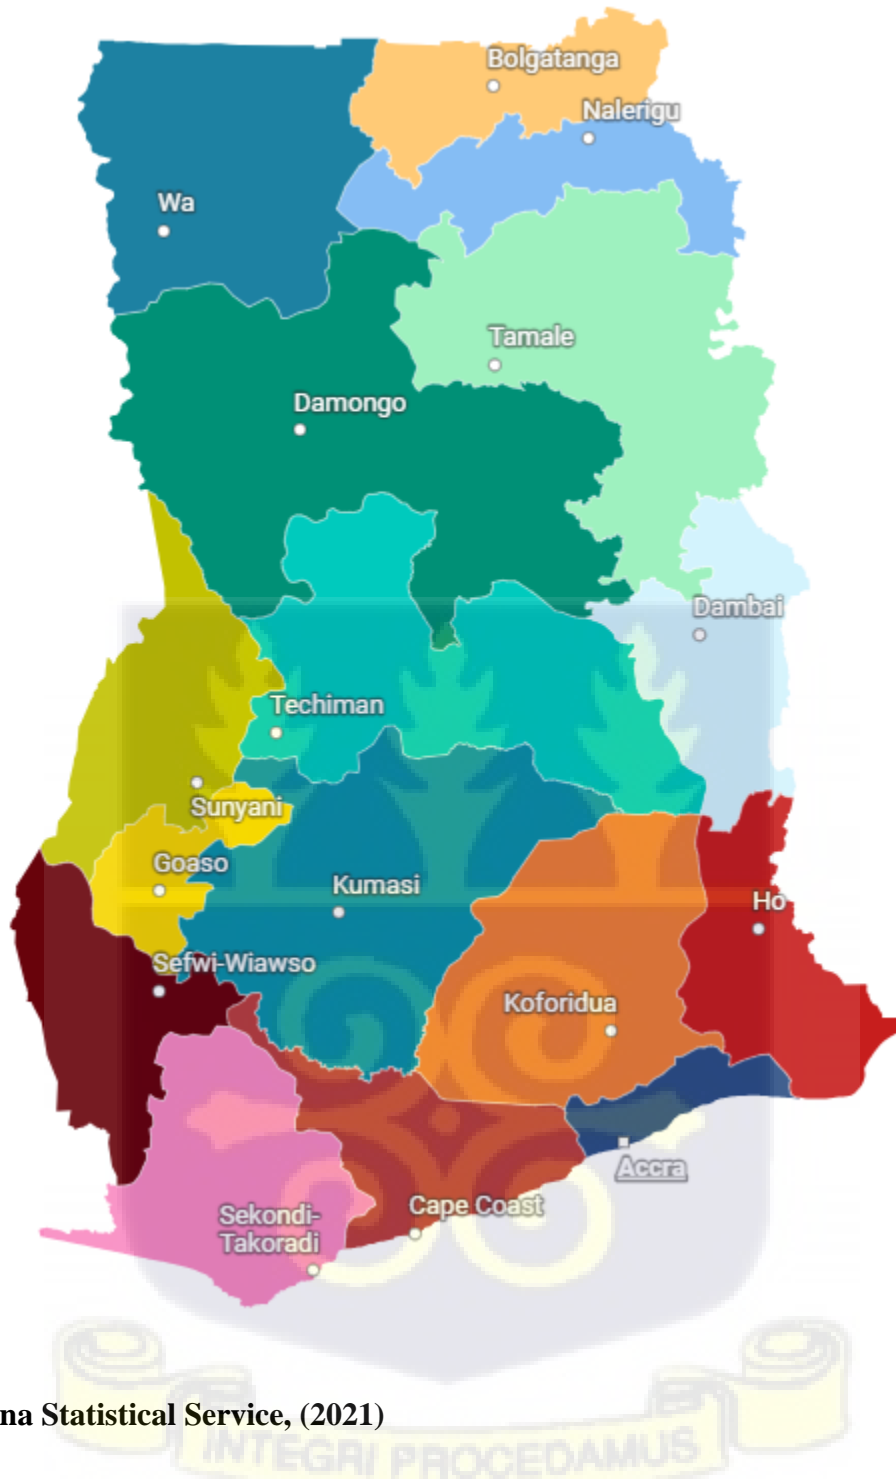 Bolgatanga
Nalerigu
Wa
Tamale
Damongo
Dambai
Techiman
Sunyani
Goaso
Kumasi
Ho
Sefwi-Wiawso
Koforidua
Accra
Cape Coast
Sekondi-
Takoradi
na Statistical Service, (2021)
INTEGRI PROCEDAMUS